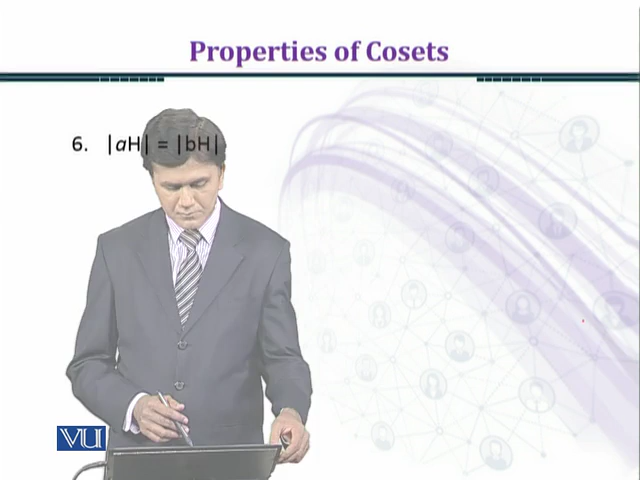 Properties of Cosets
6. |aH| = |bH|
VU